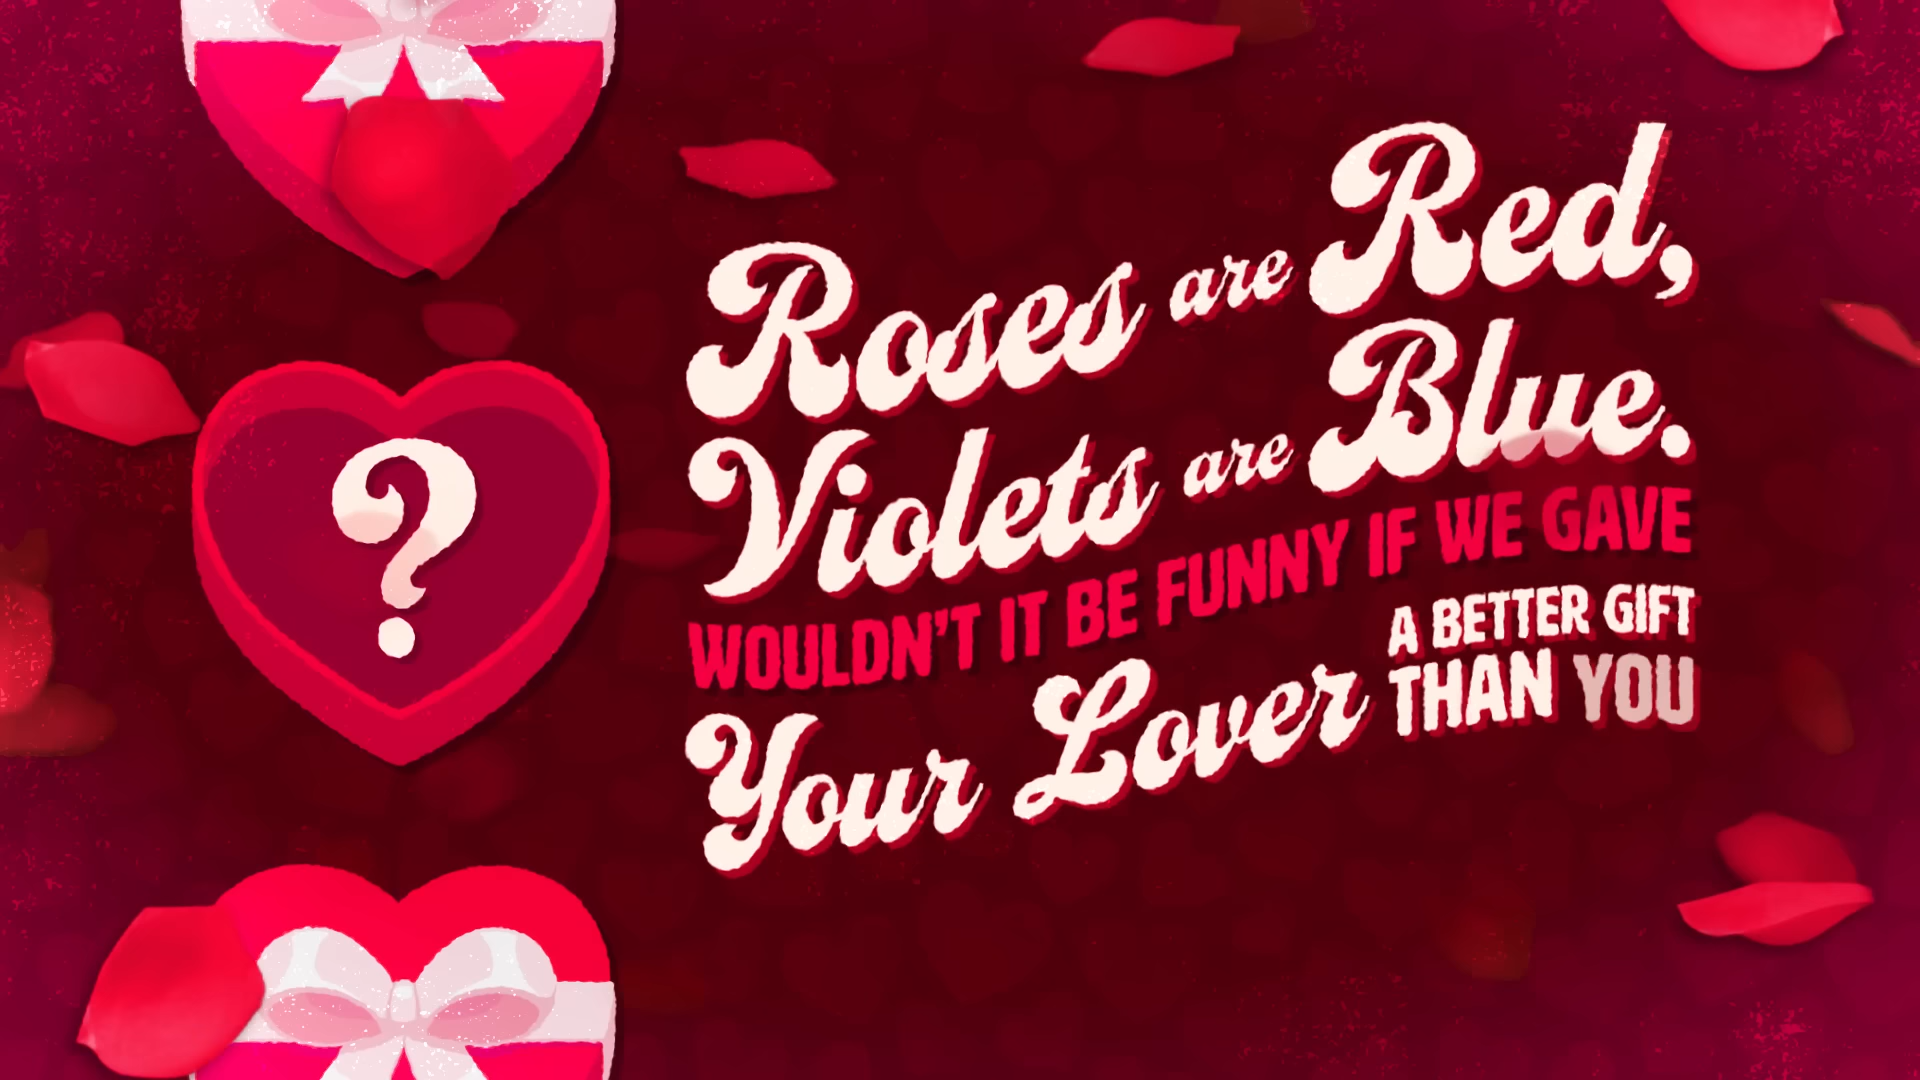 ?
Roses are Red,
Violets are Blue.
WOULDN'T IT BE FUNNY IF WE GAVE
Your Lover
A BETTER GIFT
THAN YOU